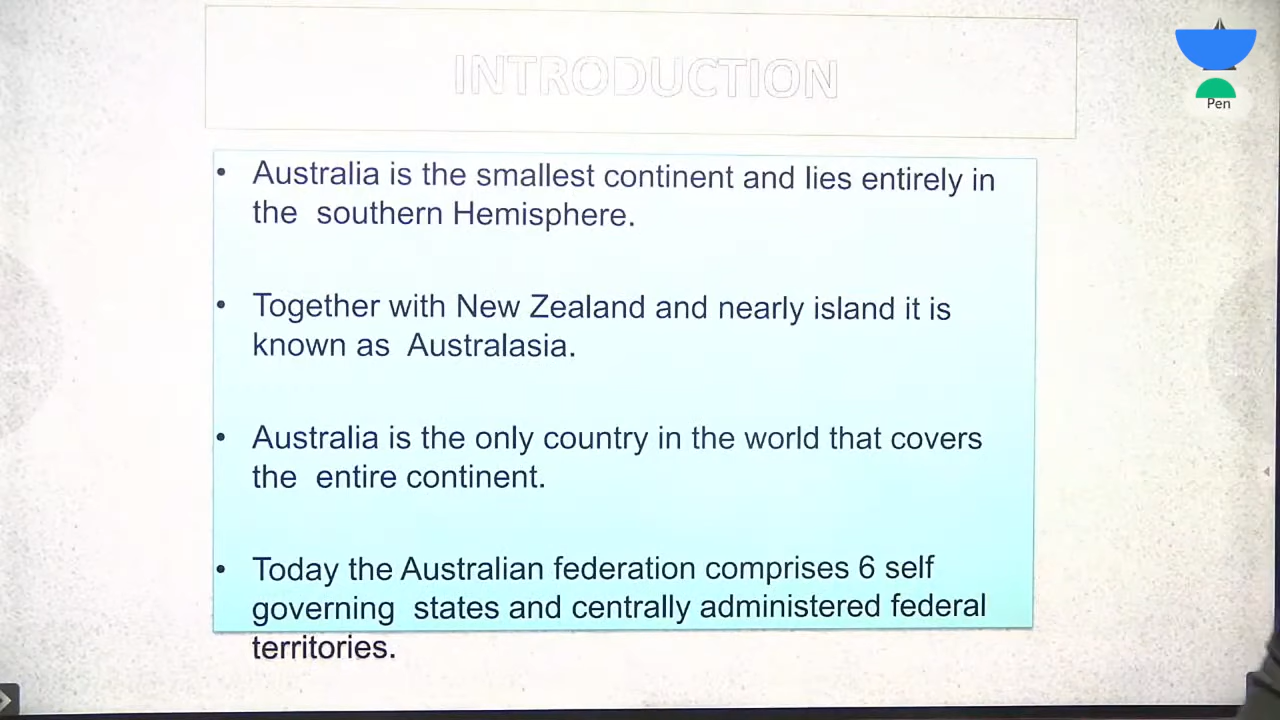 INTRODUCTION
Pen
• Australia is the smallest continent and lies entirely in
the southern Hemisphere.
• Together with New Zealand and nearly island it is
known as Australasia.
• Australia is the only country in the world that covers
the entire continent.
• Today the Australian federation comprises 6 self
governing states and centrally administered federal
territories.